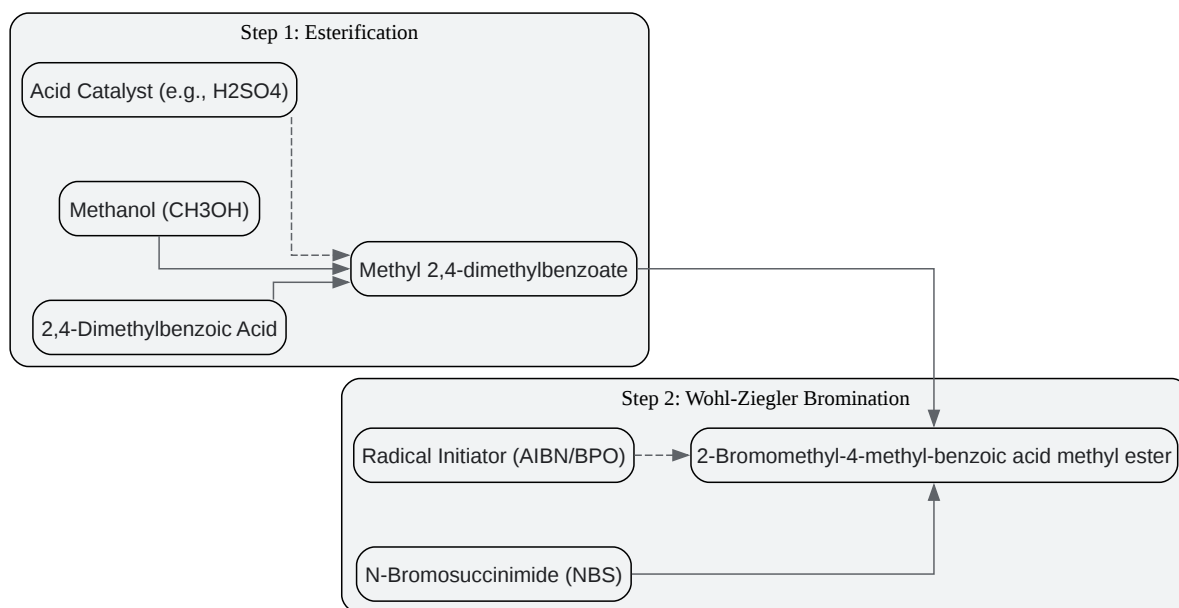 Step 1: Esterification
Acid Catalyst (e.g., H2SO4)
Methanol (CH3OH)
Methyl 2,4-dimethylbenzoate
2,4-Dimethylbenzoic Acid
Step 2: Wohl-Ziegler Bromination
Radical Initiator (AIBN/BPO)
2-Bromomethyl-4-methyl-benzoic acid methyl ester
N-Bromosuccinimide (NBS)